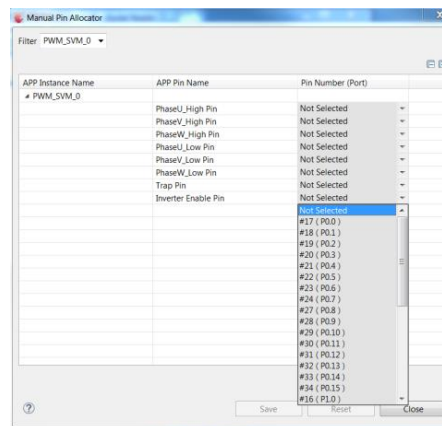 Manual Pin Allocator
Filter PWM_SVM_0
APP Instance Name APP Pin Name Pin Number (Port)
PWM_SVM_0
PhaseU_High Pin Not Selected
PhaseV_High Pin Not Selected
PhaseW_High Pin Not Selected
PhaseU_Low Pin Not Selected
PhaseV_Low Pin Not Selected
PhaseW_Low Pin Not Selected
Trap Pin Not Selected
Inverter Enable Pin Not Selected
Not Selected
#17 ( P0.0 )
#18 ( P0.1 )
#19 ( P0.2 )
#20 ( P0.3 )
#21 ( P0.4 )
#22 ( P0.5 )
#23 ( P0.6 )
#24 ( P0.7 )
#27 ( P0.8 )
#28 ( P0.9 )
#29 ( P0.10 )
#30 ( P0.11 )
#31 ( P0.12 )
#32 ( P0.13 )
#33 ( P0.14 )
#34 ( P0.15 )
#16 ( P1.0 )
Save Reset Close